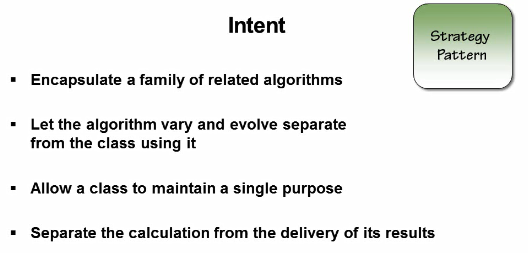 Intent
Strategy
Pattern
▪ Encapsulate a family of related algorithms
▪ Let the algorithm vary and evolve separate
from the class using it
▪ Allow a class to maintain a single purpose
▪ Separate the calculation from the delivery of its results